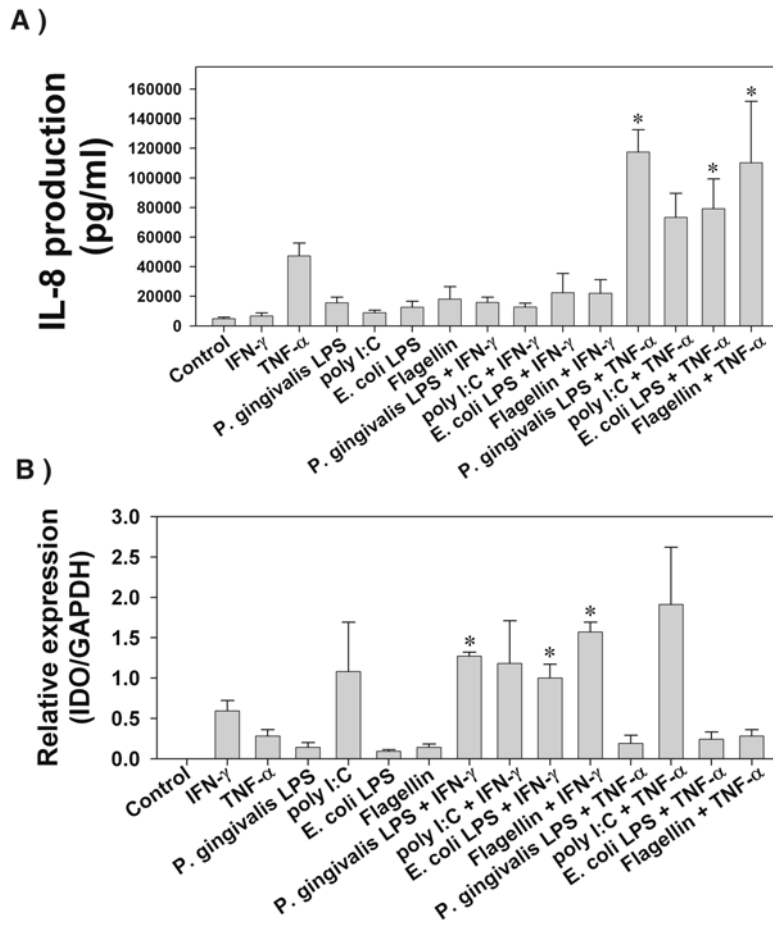 A )
IL-8 production
(pg/ml)
160000
140000
120000
100000
80000
60000
40000
20000
0
* * *
Control
IFN-γ
TNF-α
P. gingivalis LPS
poly I:C
E. coli LPS
Flagellin
P. gingivalis LPS + IFN-γ
poly I:C + IFN-γ
E. coli LPS + IFN-γ
Flagellin + IFN-γ
P. gingivalis LPS + TNF-α
poly I:C + TNF-α
E. coli LPS + TNF-α
Flagellin + TNF-α
B )
Relative expression
(IDO/GAPDH)
3.0
2.5
2.0
1.5
1.0
0.5
0.0
* * *
Control
IFN-γ
TNF-α
P. gingivalis LPS
poly I:C
E. coli LPS
Flagellin
P. gingivalis LPS + IFN-γ
poly I:C + IFN-γ
E. coli LPS + IFN-γ
Flagellin + IFN-γ
P. gingivalis LPS + TNF-α
poly I:C + TNF-α
E. coli LPS + TNF-α
Flagellin + TNF-α